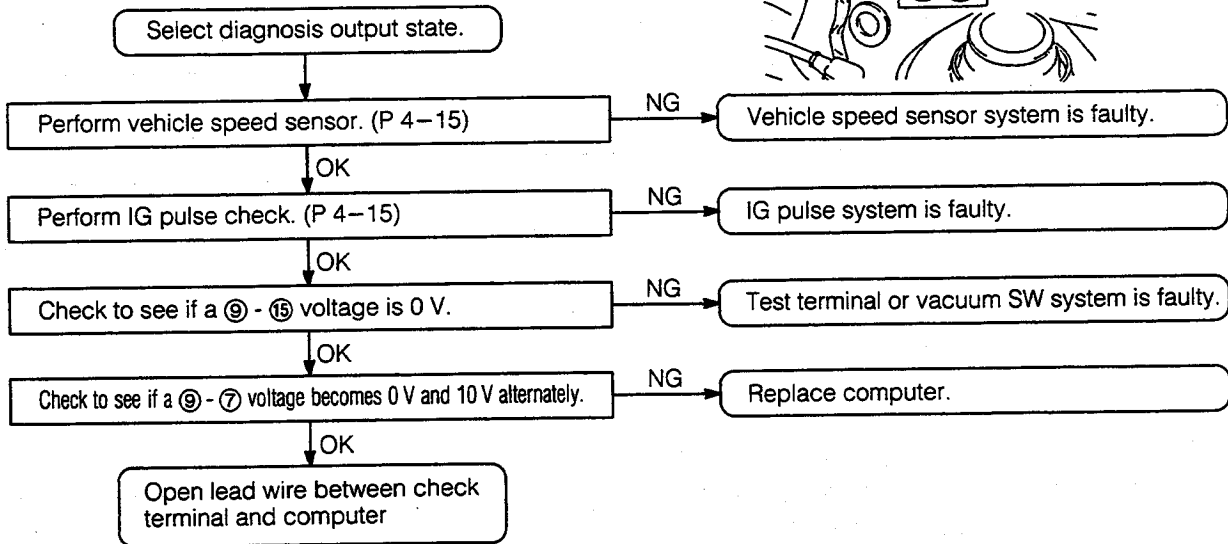 Select diagnosis output state.
Perform vehicle speed sensor. (P 4–15)
NG
Vehicle speed sensor system is faulty.
OK
Perform IG pulse check. (P 4–15)
NG
IG pulse system is faulty.
OK
Check to see if a ⑨ - ⑮ voltage is 0 V.
NG
Test terminal or vacuum SW system is faulty.
OK
Check to see if a ⑨ - ⑦ voltage becomes 0 V and 10 V alternately.
NG
Replace computer.
OK
Open lead wire between check
terminal and computer